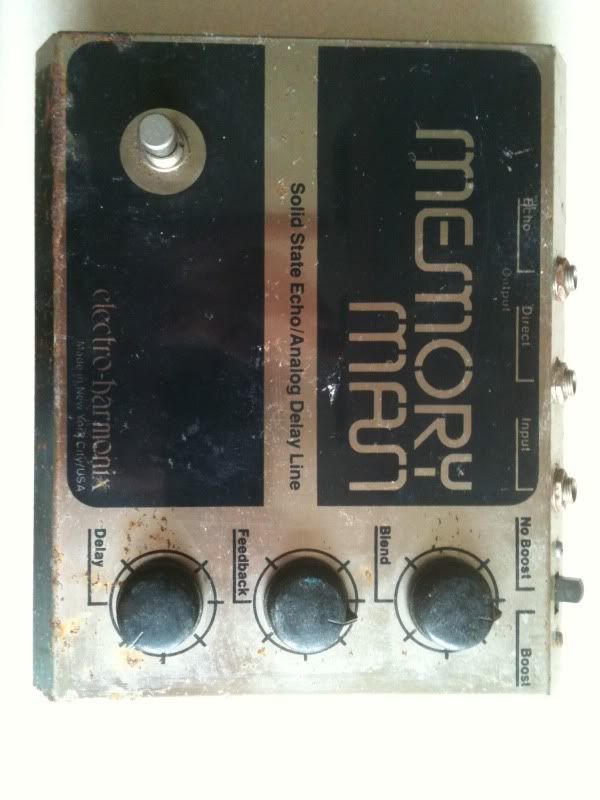 Echo
Direct
Output
Input
No Boost
Boost
MEMORY
MAN
Blend
Solid State Echo/Analog Delay Line
Feedback
electro-harmonix
Made in New York City/USA
Delay